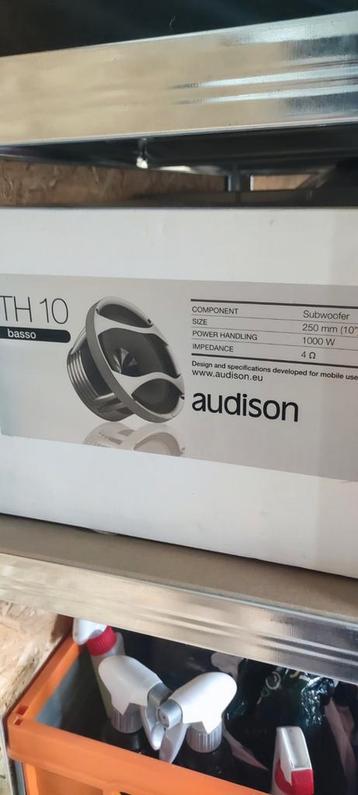 TH 10
basso
COMPONENT Subwoofer
SIZE 250 mm (10"
POWER HANDLING 1000 W
IMPEDANCE 4 Ω
Design and specifications developed for mobile use
www.audison.eu
audison